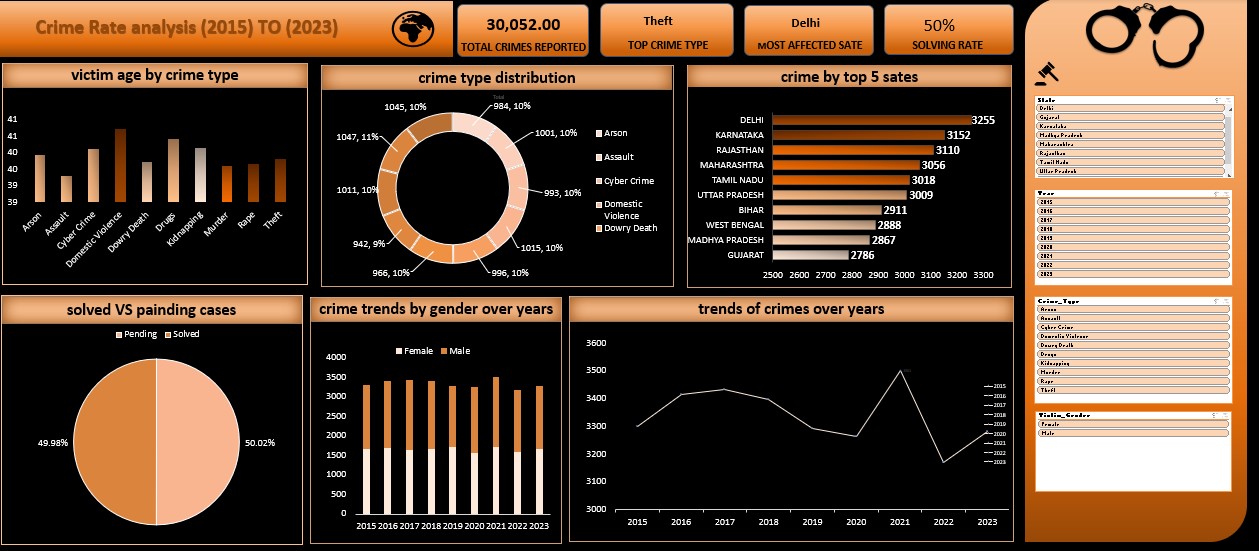 Crime Rate analysis (2015) TO (2023)
30,052.00
TOTAL CRIMES REPORTED
Theft
TOP CRIME TYPE
Delhi
MOST AFFECTED SATE
50%
SOLVING RATE
victim age by crime type
41
41
40
40
39
39
Arson
Assault
Cyber Crime
Domestic Violence
Dowry Death
Drugs
Kidnapping
Murder
Rape
Theft
crime type distribution
Total
1045, 10%
984, 10%
1047, 11%
1001, 10%
1011, 10%
993, 10%
942, 9%
1015, 10%
966, 10%
996, 10%
Arson
Assault
Cyber Crime
Domestic
Violence
Dowry Death
crime by top 5 sates
DELHI 3255
KARNATAKA 3152
RAJASTHAN 3110
MAHARASHTRA 3056
TAMIL NADU 3018
UTTAR PRADESH 3009
BIHAR 2911
WEST BENGAL 2888
MADHYA PRADESH 2867
GUJARAT 2786
2500 2600 2700 2800 2900 3000 3100 3200 3300
solved VS painding cases
Pending Solved
49.98%
50.02%
crime trends by gender over years
Female Male
4000
3500
3000
2500
2000
1500
1000
500
0
2015 2016 2017 2018 2019 2020 2021 2022 2023
trends of crimes over years
3600
3500
3400
3300
3200
3100
3000
2015 2016 2017 2018 2019 2020 2021 2022 2023
2015
2016
2017
2018
2019
2020
2021
2022
2023
State
Delhi
Gujarat
Karnataka
Madhya Pradesh
Maharashtra
Rajasthan
Tamil Nadu
Uttar Pradesh
Year
2015
2016
2017
2018
2019
2020
2021
2022
2023
Crime_Type
Arson
Assault
Cyber Crime
Domestic Violence
Dowry Death
Drugs
Kidnapping
Murder
Rape
Theft
Victim_Gender
Female
Male